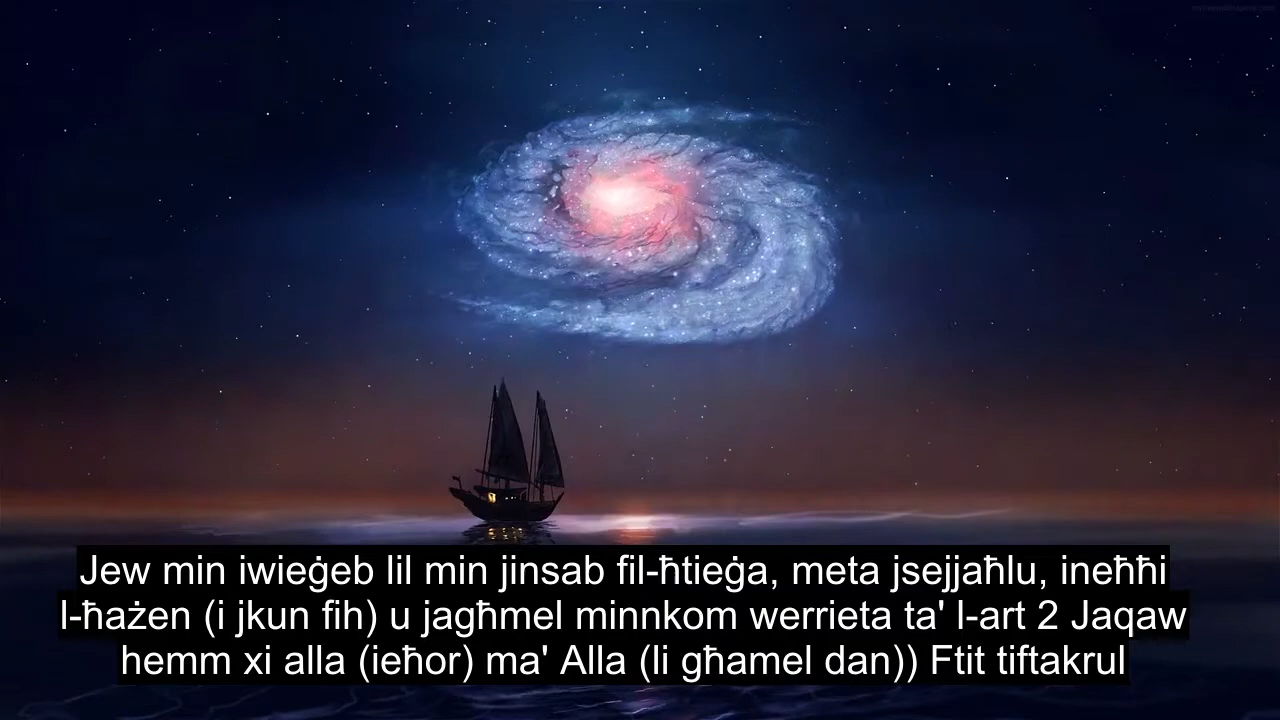 Jew min iwieġeb lil min jinsab fil-ħtieġa, meta jsejjaħlu, ineħħi
l-ħażen (i jkun fih) u jagħmel minnkom werrieta ta' l-art 2 Jaqaw
hemm xi alla (ieħor) ma' Alla (li għamel dan)) Ftit tiftakrul